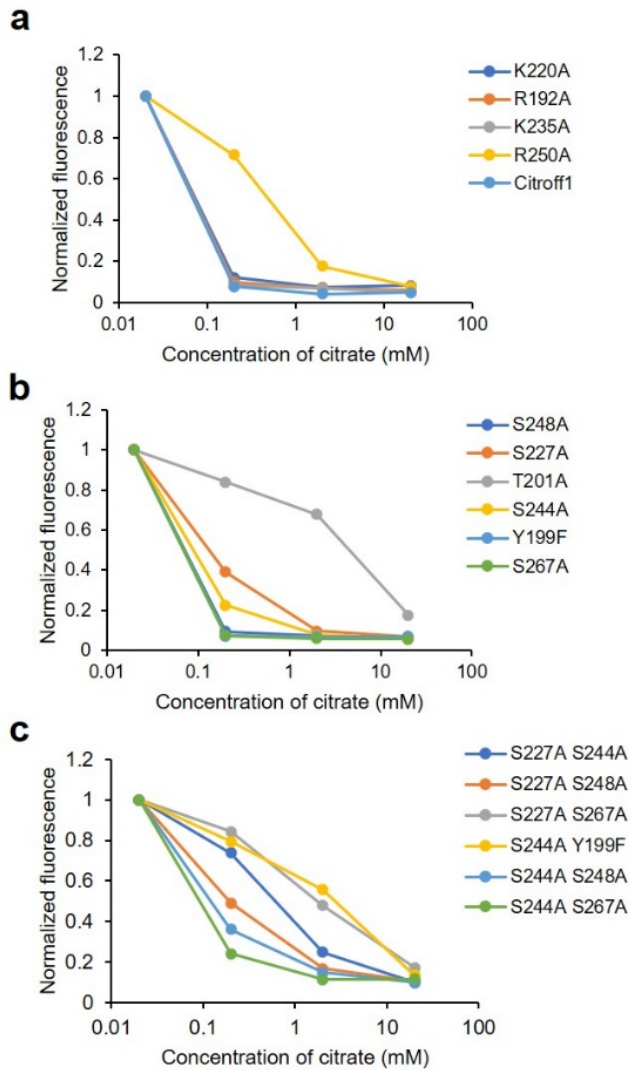 a
1.2
1
0.8
0.6
0.4
0.2
0
0.01 0.1 1 10 100
Normalized fluorescence
Concentration of citrate (mM)
K220A
R192A
K235A
R250A
Citroff1
b
1.2
1
0.8
0.6
0.4
0.2
0
0.01 0.1 1 10 100
Normalized fluorescence
Concentration of citrate (mM)
S248A
S227A
T201A
S244A
Y199F
S267A
c
1.2
1
0.8
0.6
0.4
0.2
0
0.01 0.1 1 10 100
Normalized fluorescence
Concentration of citrate (mM)
S227A S244A
S227A S248A
S227A S267A
S244A Y199F
S244A S248A
S244A S267A